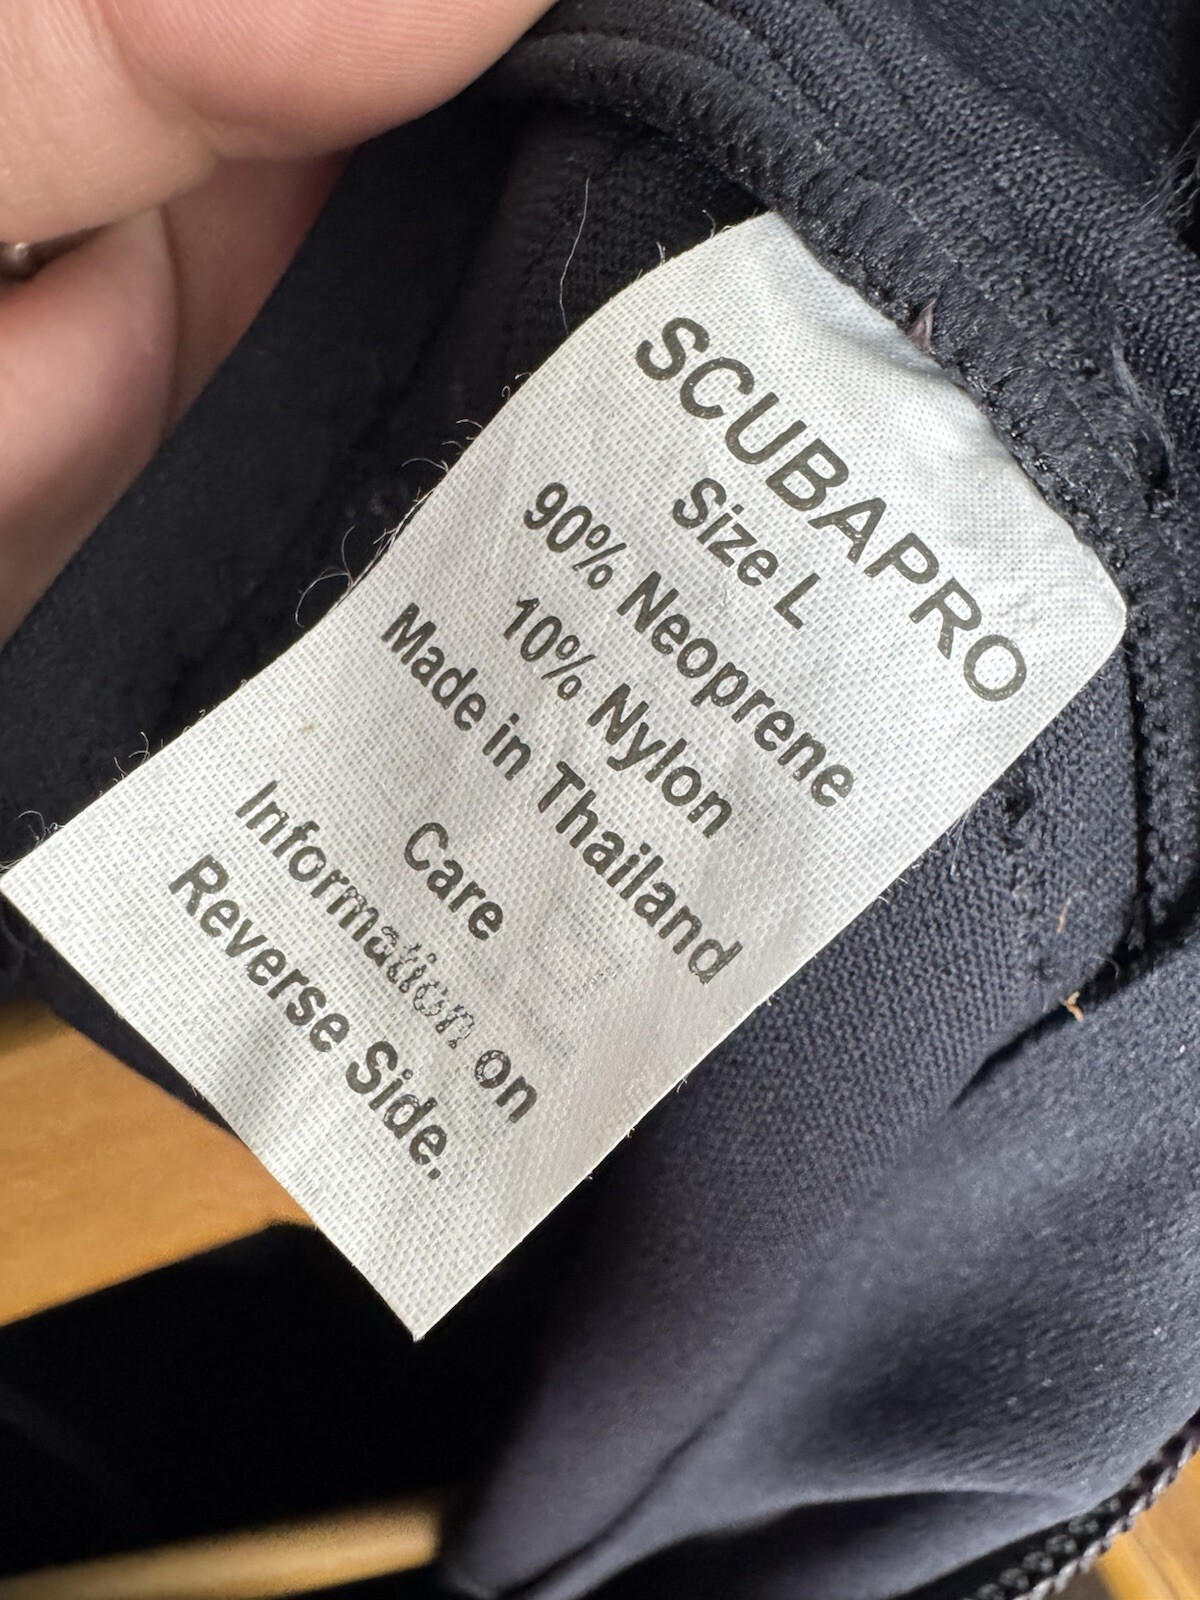 SCUBAPRO
Size L
90% Neoprene
10% Nylon
Made in Thailand
Care
Information on
Reverse Side.